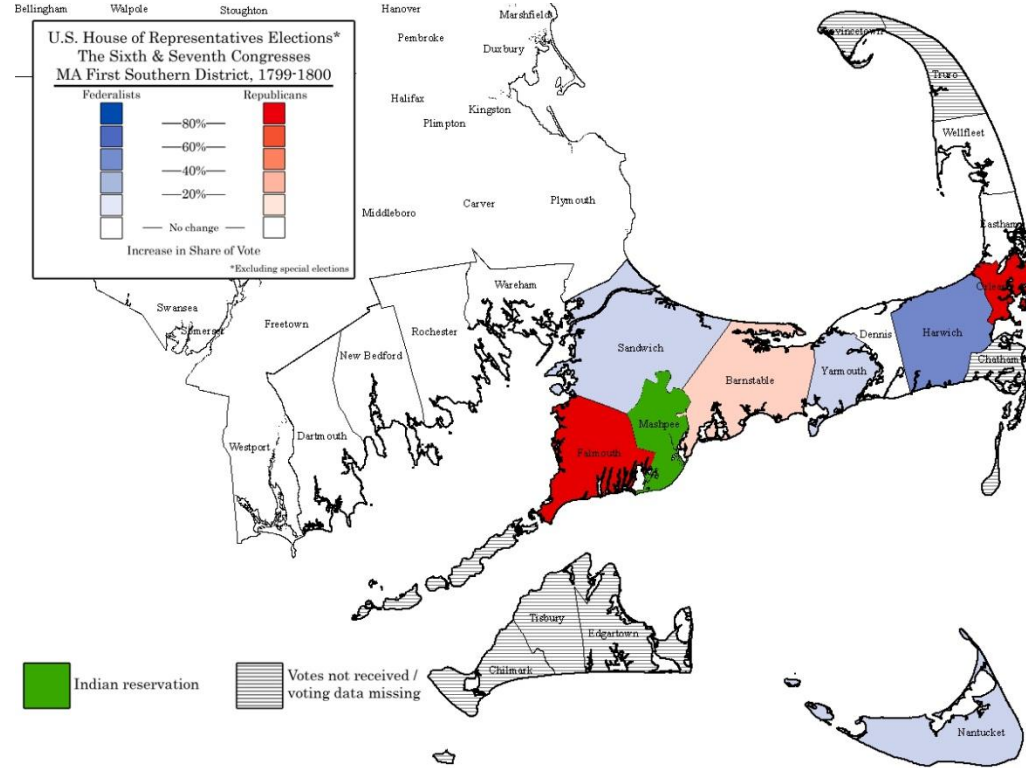 Bellingham
Walpole
Stoughton
Hanover
Marshfield
U.S. House of Representatives Elections*
The Sixth & Seventh Congresses
MA First Southern District, 1799-1800
Federalists
Republicans
80%
60%
40%
20%
No change
Increase in Share of Vote
*Excluding special elections
Pembroke
Duxbury
Halifax
Kingston
Plimpton
Plymouth
Carver
Middleboro
Provincetown
Truro
Wellfleet
Eastham
Orleans
Wareham
Swansea
Somerset
Freetown
Rochester
New Bedford
Sandwich
Dennis
Harwich
Chatham
Yarmouth
Barnstable
Mashpee
Falmouth
Dartmouth
Westport
Tisbury
Edgartown
Chilmark
Nantucket
Indian reservation
Votes not received /
voting data missing